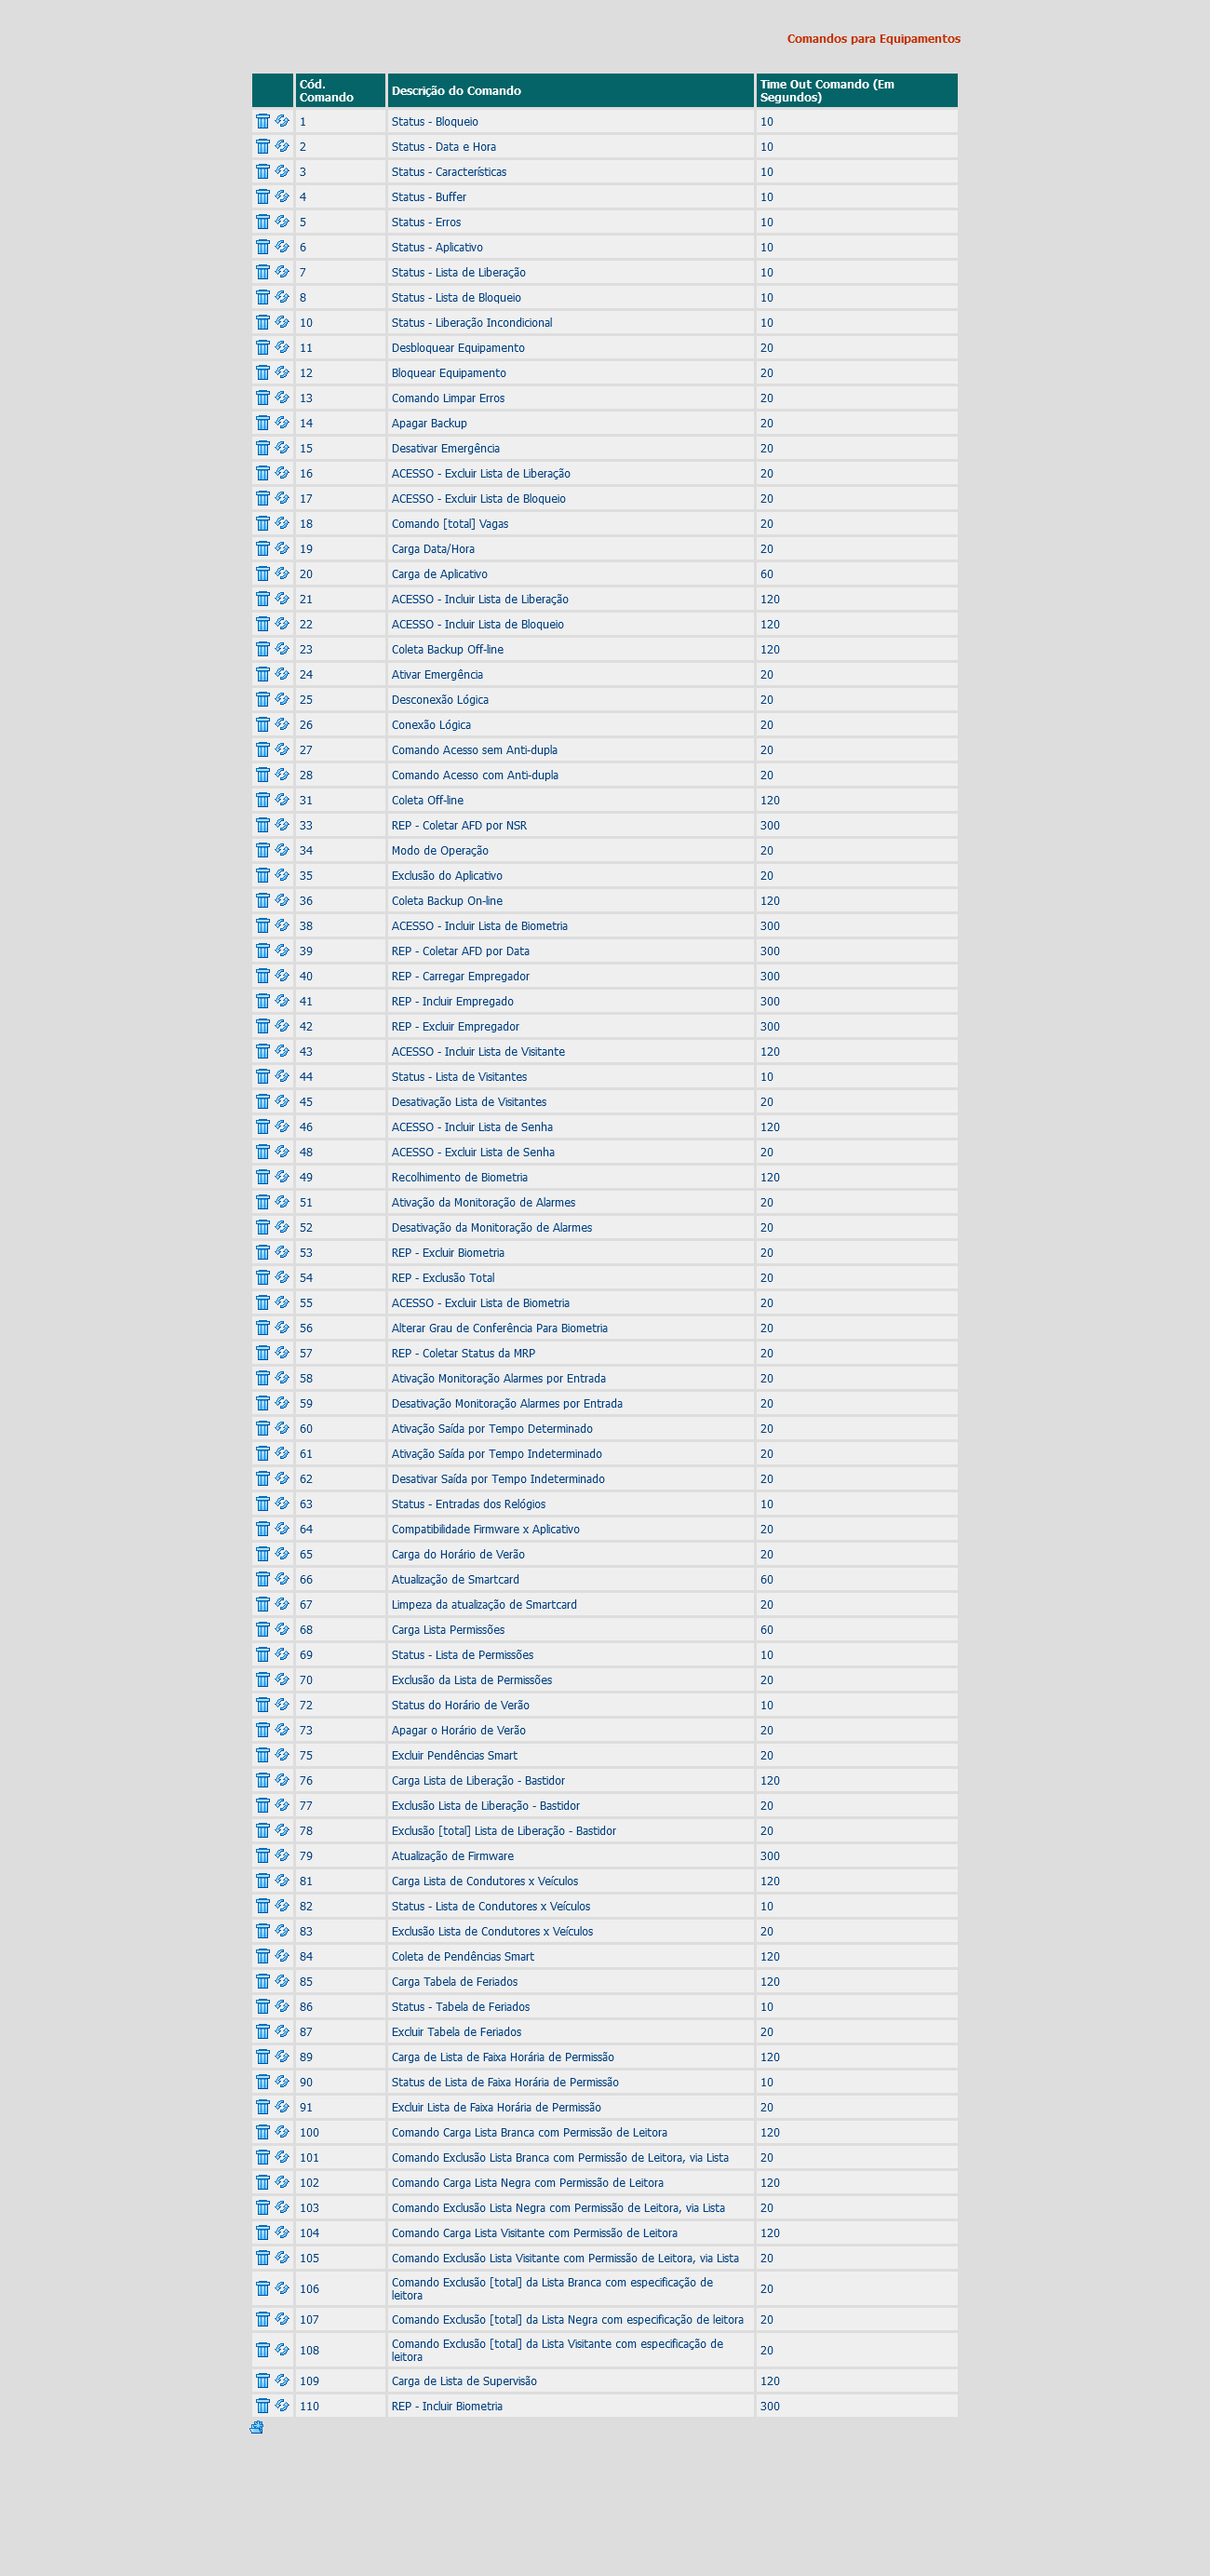 Comandos para Equipamentos
Cód. Comando Descrição do Comando Time Out Comando (Em Segundos)
1 Status - Bloqueio 10
2 Status - Data e Hora 10
3 Status - Características 10
4 Status - Buffer 10
5 Status - Erros 10
6 Status - Aplicativo 10
7 Status - Lista de Liberação 10
8 Status - Lista de Bloqueio 10
10 Status - Liberação Incondicional 10
11 Desbloquear Equipamento 20
12 Bloquear Equipamento 20
13 Comando Limpar Erros 20
14 Apagar Backup 20
15 Desativar Emergência 20
16 ACESSO - Excluir Lista de Liberação 20
17 ACESSO - Excluir Lista de Bloqueio 20
18 Comando [total] Vagas 20
19 Carga Data/Hora 20
20 Carga de Aplicativo 60
21 ACESSO - Incluir Lista de Liberação 120
22 ACESSO - Incluir Lista de Bloqueio 120
23 Coleta Backup Off-line 120
24 Ativar Emergência 20
25 Desconexão Lógica 20
26 Conexão Lógica 20
27 Comando Acesso sem Anti-dupla 20
28 Comando Acesso com Anti-dupla 20
31 Coleta Off-line 120
33 REP - Coletar AFD por NSR 300
34 Modo de Operação 20
35 Exclusão do Aplicativo 20
36 Coleta Backup On-line 120
38 ACESSO - Incluir Lista de Biometria 300
39 REP - Coletar AFD por Data 300
40 REP - Carregar Empregador 300
41 REP - Incluir Empregado 300
42 REP - Excluir Empregador 300
43 ACESSO - Incluir Lista de Visitante 120
44 Status - Lista de Visitantes 10
45 Desativação Lista de Visitantes 20
46 ACESSO - Incluir Lista de Senha 120
48 ACESSO - Excluir Lista de Senha 20
49 Recolhimento de Biometria 120
51 Ativação da Monitoração de Alarmes 20
52 Desativação da Monitoração de Alarmes 20
53 REP - Excluir Biometria 20
54 REP - Exclusão Total 20
55 ACESSO - Excluir Lista de Biometria 20
56 Alterar Grau de Conferência Para Biometria 20
57 REP - Coletar Status da MRP 20
58 Ativação Monitoração Alarmes por Entrada 20
59 Desativação Monitoração Alarmes por Entrada 20
60 Ativação Saída por Tempo Determinado 20
61 Ativação Saída por Tempo Indeterminado 20
62 Desativar Saída por Tempo Indeterminado 20
63 Status - Entradas dos Relógios 10
64 Compatibilidade Firmware x Aplicativo 20
65 Carga do Horário de Verão 20
66 Atualização de Smartcard 60
67 Limpeza da atualização de Smartcard 20
68 Carga Lista Permissões 60
69 Status - Lista de Permissões 10
70 Exclusão da Lista de Permissões 20
72 Status do Horário de Verão 10
73 Apagar o Horário de Verão 20
75 Excluir Pendências Smart 20
76 Carga Lista de Liberação - Bastidor 120
77 Exclusão Lista de Liberação - Bastidor 20
78 Exclusão [total] Lista de Liberação - Bastidor 20
79 Atualização de Firmware 300
81 Carga Lista de Condutores x Veículos 120
82 Status - Lista de Condutores x Veículos 10
83 Exclusão Lista de Condutores x Veículos 20
84 Coleta de Pendências Smart 120
85 Carga Tabela de Feriados 120
86 Status - Tabela de Feriados 10
87 Excluir Tabela de Feriados 20
89 Carga de Lista de Faixa Horária de Permissão 120
90 Status de Lista de Faixa Horária de Permissão 10
91 Excluir Lista de Faixa Horária de Permissão 20
100 Comando Carga Lista Branca com Permissão de Leitora 120
101 Comando Exclusão Lista Branca com Permissão de Leitora, via Lista 20
102 Comando Carga Lista Negra com Permissão de Leitora 120
103 Comando Exclusão Lista Negra com Permissão de Leitora, via Lista 20
104 Comando Carga Lista Visitante com Permissão de Leitora 120
105 Comando Exclusão Lista Visitante com Permissão de Leitora, via Lista 20
106 Comando Exclusão [total] da Lista Branca com especificação de leitora 20
107 Comando Exclusão [total] da Lista Negra com especificação de leitora 20
108 Comando Exclusão [total] da Lista Visitante com especificação de leitora 20
109 Carga de Lista de Supervisão 120
110 REP - Incluir Biometria 300